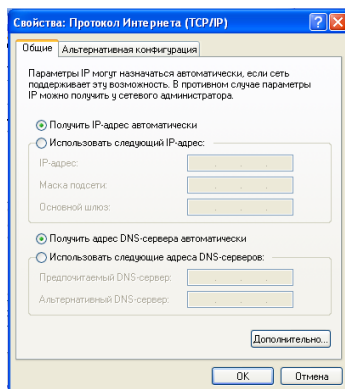 Свойства: Протокол Интернета (TCP/IP)
Общие
Альтернативная конфигурация
Параметры IP могут назначаться автоматически, если сеть
поддерживает эту возможность. В противном случае параметры
IP можно получить у сетевого администратора.
Получить IP-адрес автоматически
Использовать следующий IP-адрес:
IP-адрес:
Маска подсети:
Основной шлюз:
Получить адрес DNS-сервера автоматически
Использовать следующие адреса DNS-серверов:
Предпочитаемый DNS-сервер:
Альтернативный DNS-сервер:
Дополнительно...
ОК
Отмена